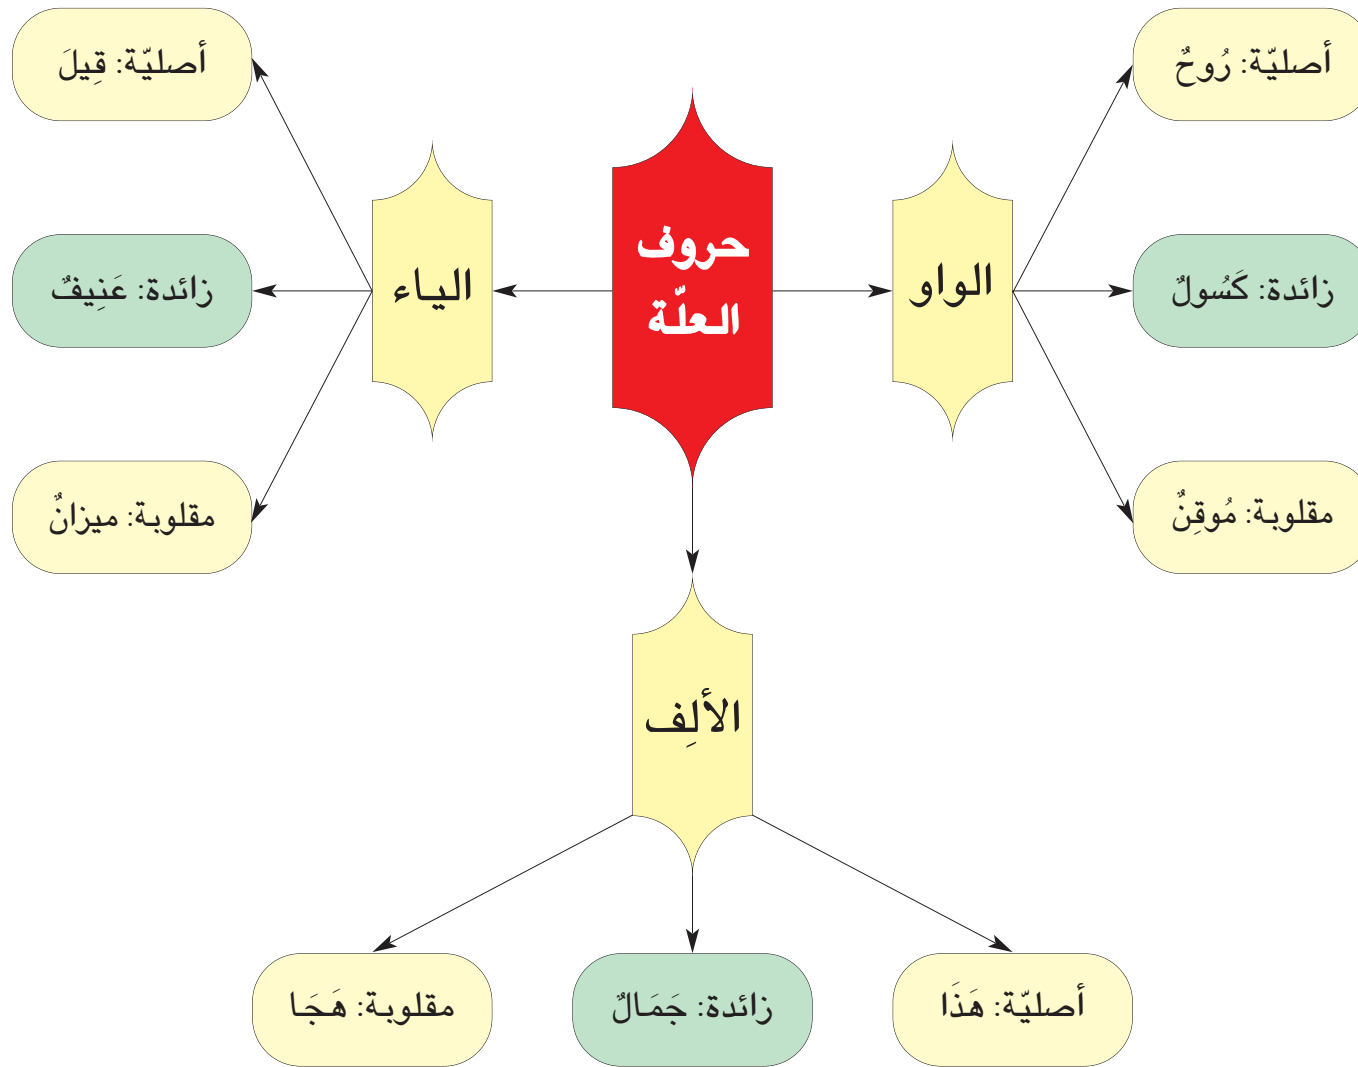 حروف
العلّة
الواو
أصليّة: رُوحٌ
زائدة: كَسُولٌ
مقلوبة: مُوقِنٌ
الياء
أصليّة: قِيلَ
زائدة: عَنِيفٌ
مقلوبة: ميزانٌ
الألِف
أصليّة: هَذَا
زائدة: جَمَالٌ
مقلوبة: هَجَا